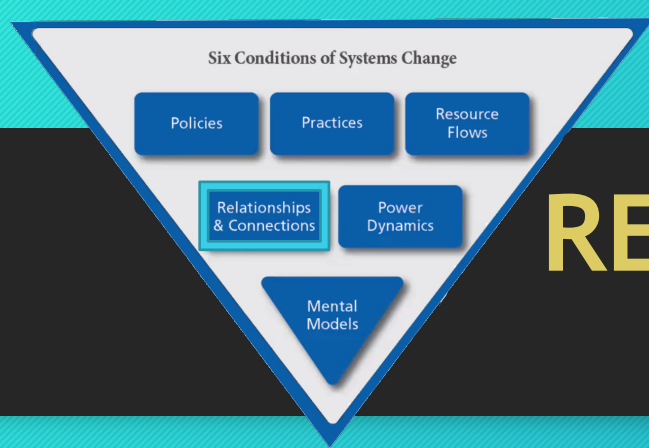 Six Conditions of Systems Change
Policies
Practices
Resource
Flows
Relationships
& Connections
Power
Dynamics
Mental
Models
RE